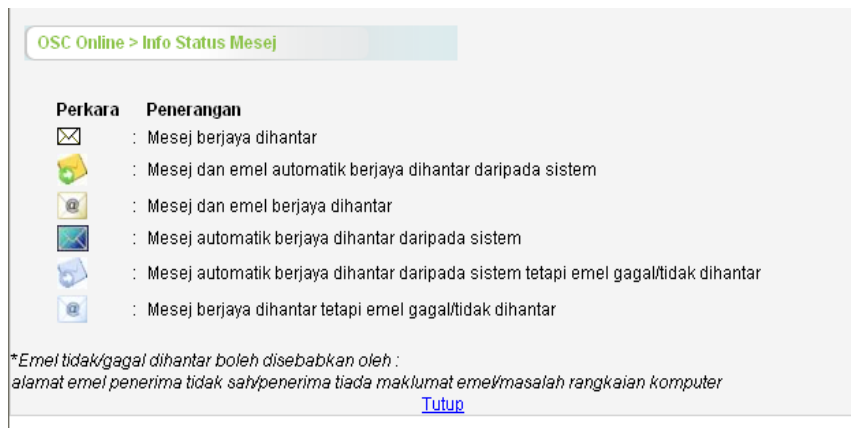 OSC Online > Info Status Mesej
Perkara Penerangan
: Mesej berjaya dihantar
: Mesej dan emel automatik berjaya dihantar daripada sistem
@ : Mesej dan emel berjaya dihantar
: Mesej automatik berjaya dihantar daripada sistem
: Mesej automatik berjaya dihantar daripada sistem tetapi emel gagal/tidak dihantar
@ : Mesej berjaya dihantar tetapi emel gagal/tidak dihantar
*Emel tidak/gagal dihantar boleh disebabkan oleh :
alamat emel penerima tidak sah/penerima tiada maklumat emel/masalah rangkaian komputer
Tutup